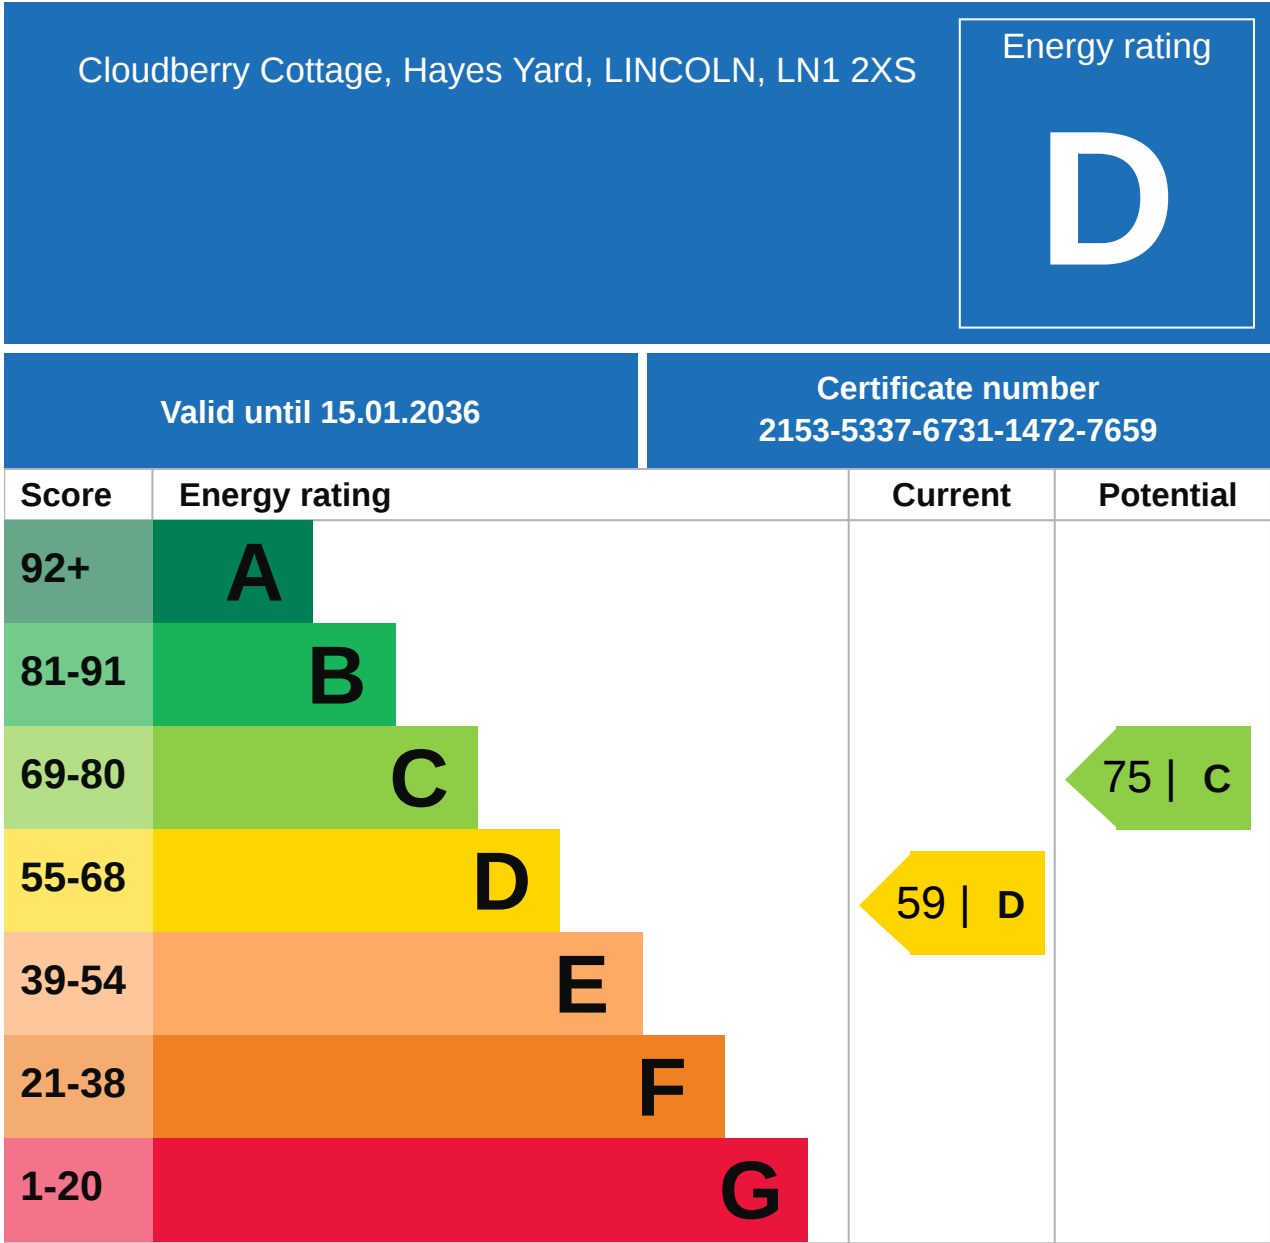 Cloudberry Cottage, Hayes Yard, LINCOLN, LN1 2XS
Energy rating
D
Valid until 15.01.2036
Certificate number
2153-5337-6731-1472-7659
Score Energy rating Current Potential
92+ A
81-91 B
69-80 C 75 | C
55-68 D 59 | D
39-54 E
21-38 F
1-20 G